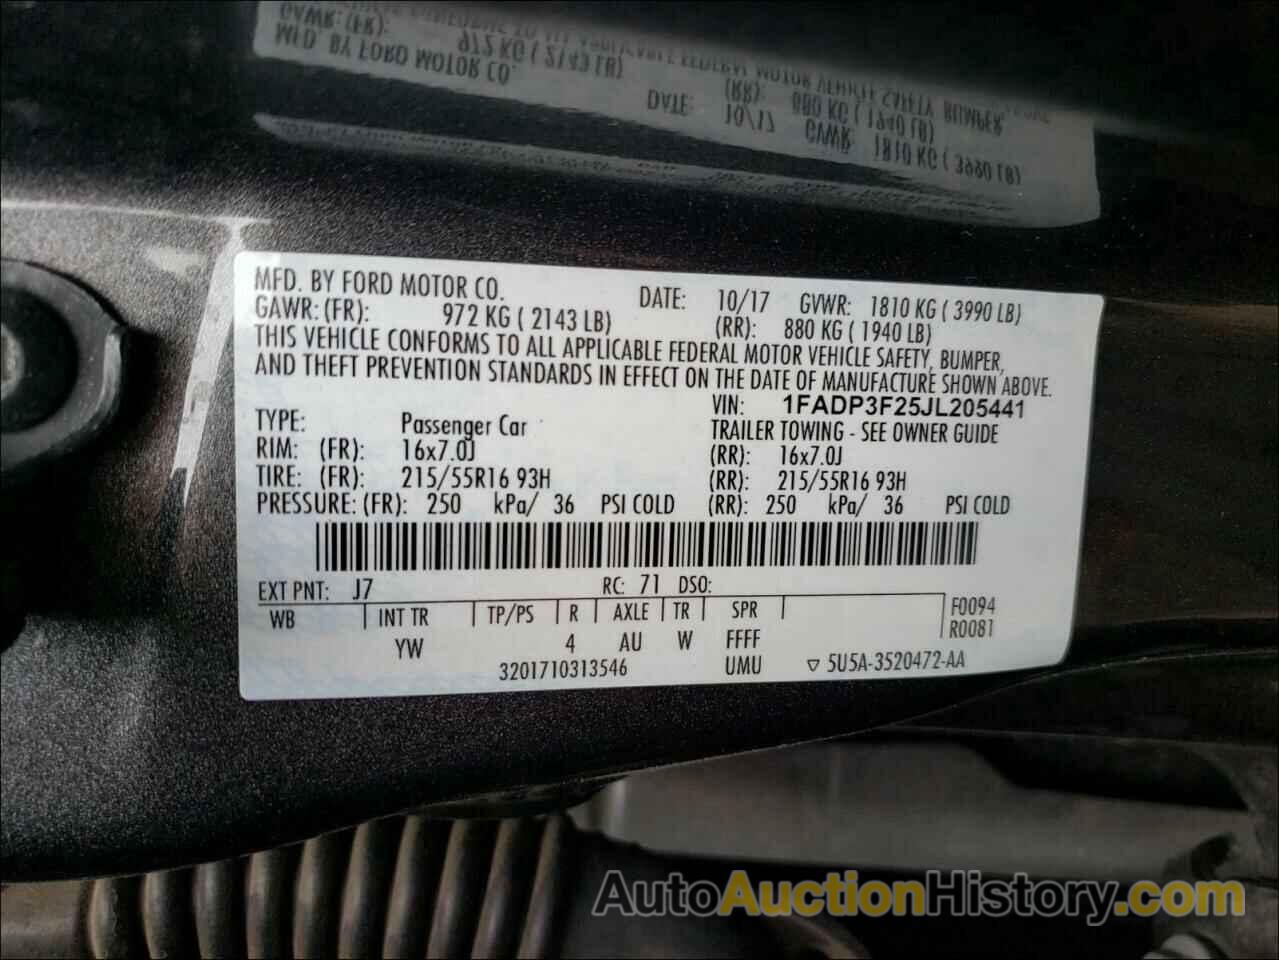 MFD. BY FORD MOTOR CO. DATE: 10/17 GVWR: 1810 KG ( 3990 LB)
GAWR: (FR): 972 KG ( 2143 LB) (RR): 880 KG ( 1940 LB)
THIS VEHICLE CONFORMS TO ALL APPLICABLE FEDERAL MOTOR VEHICLE SAFETY, BUMPER,
AND THEFT PREVENTION STANDARDS IN EFFECT ON THE DATE OF MANUFACTURE SHOWN ABOVE.
VIN: 1FADP3F25JL205441
TYPE: Passenger Car TRAILER TOWING - SEE OWNER GUIDE
RIM: (FR): 16x7.0J (RR): 16x7.0J
TIRE: (FR): 215/55R16 93H (RR): 215/55R16 93H
PRESSURE: (FR): 250 kPa/ 36 PSI COLD (RR): 250 kPa/ 36 PSI COLD
EXT PNT: J7 RC: 71 DSO:
WB INT TR TP/PS R AXLE TR SPR F0094
R0081
YW 4 AU W FFFF
3201710313546 UMU ▽ 5U5A-3520472-AA
AutoAuctionHistory.com